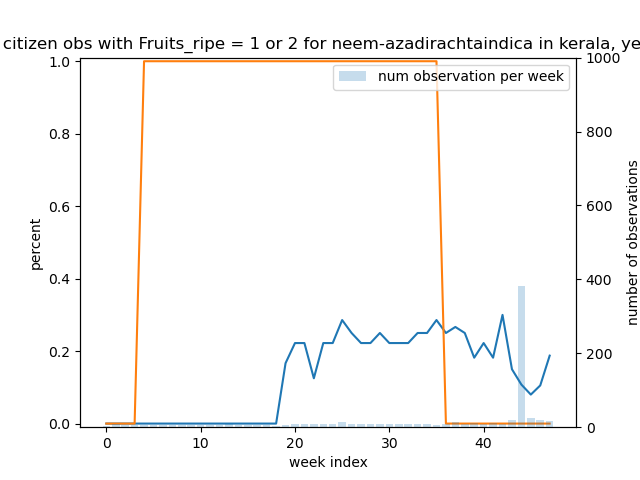 citizen obs with Fruits_ripe = 1 or 2 for neem-azadirachtaindica in kerala, ye
num observation per week
percent
1.0
0.8
0.6
0.4
0.2
0.0
1000
800
600
400
200
0
number of observations
0 10 20 30 40
week index